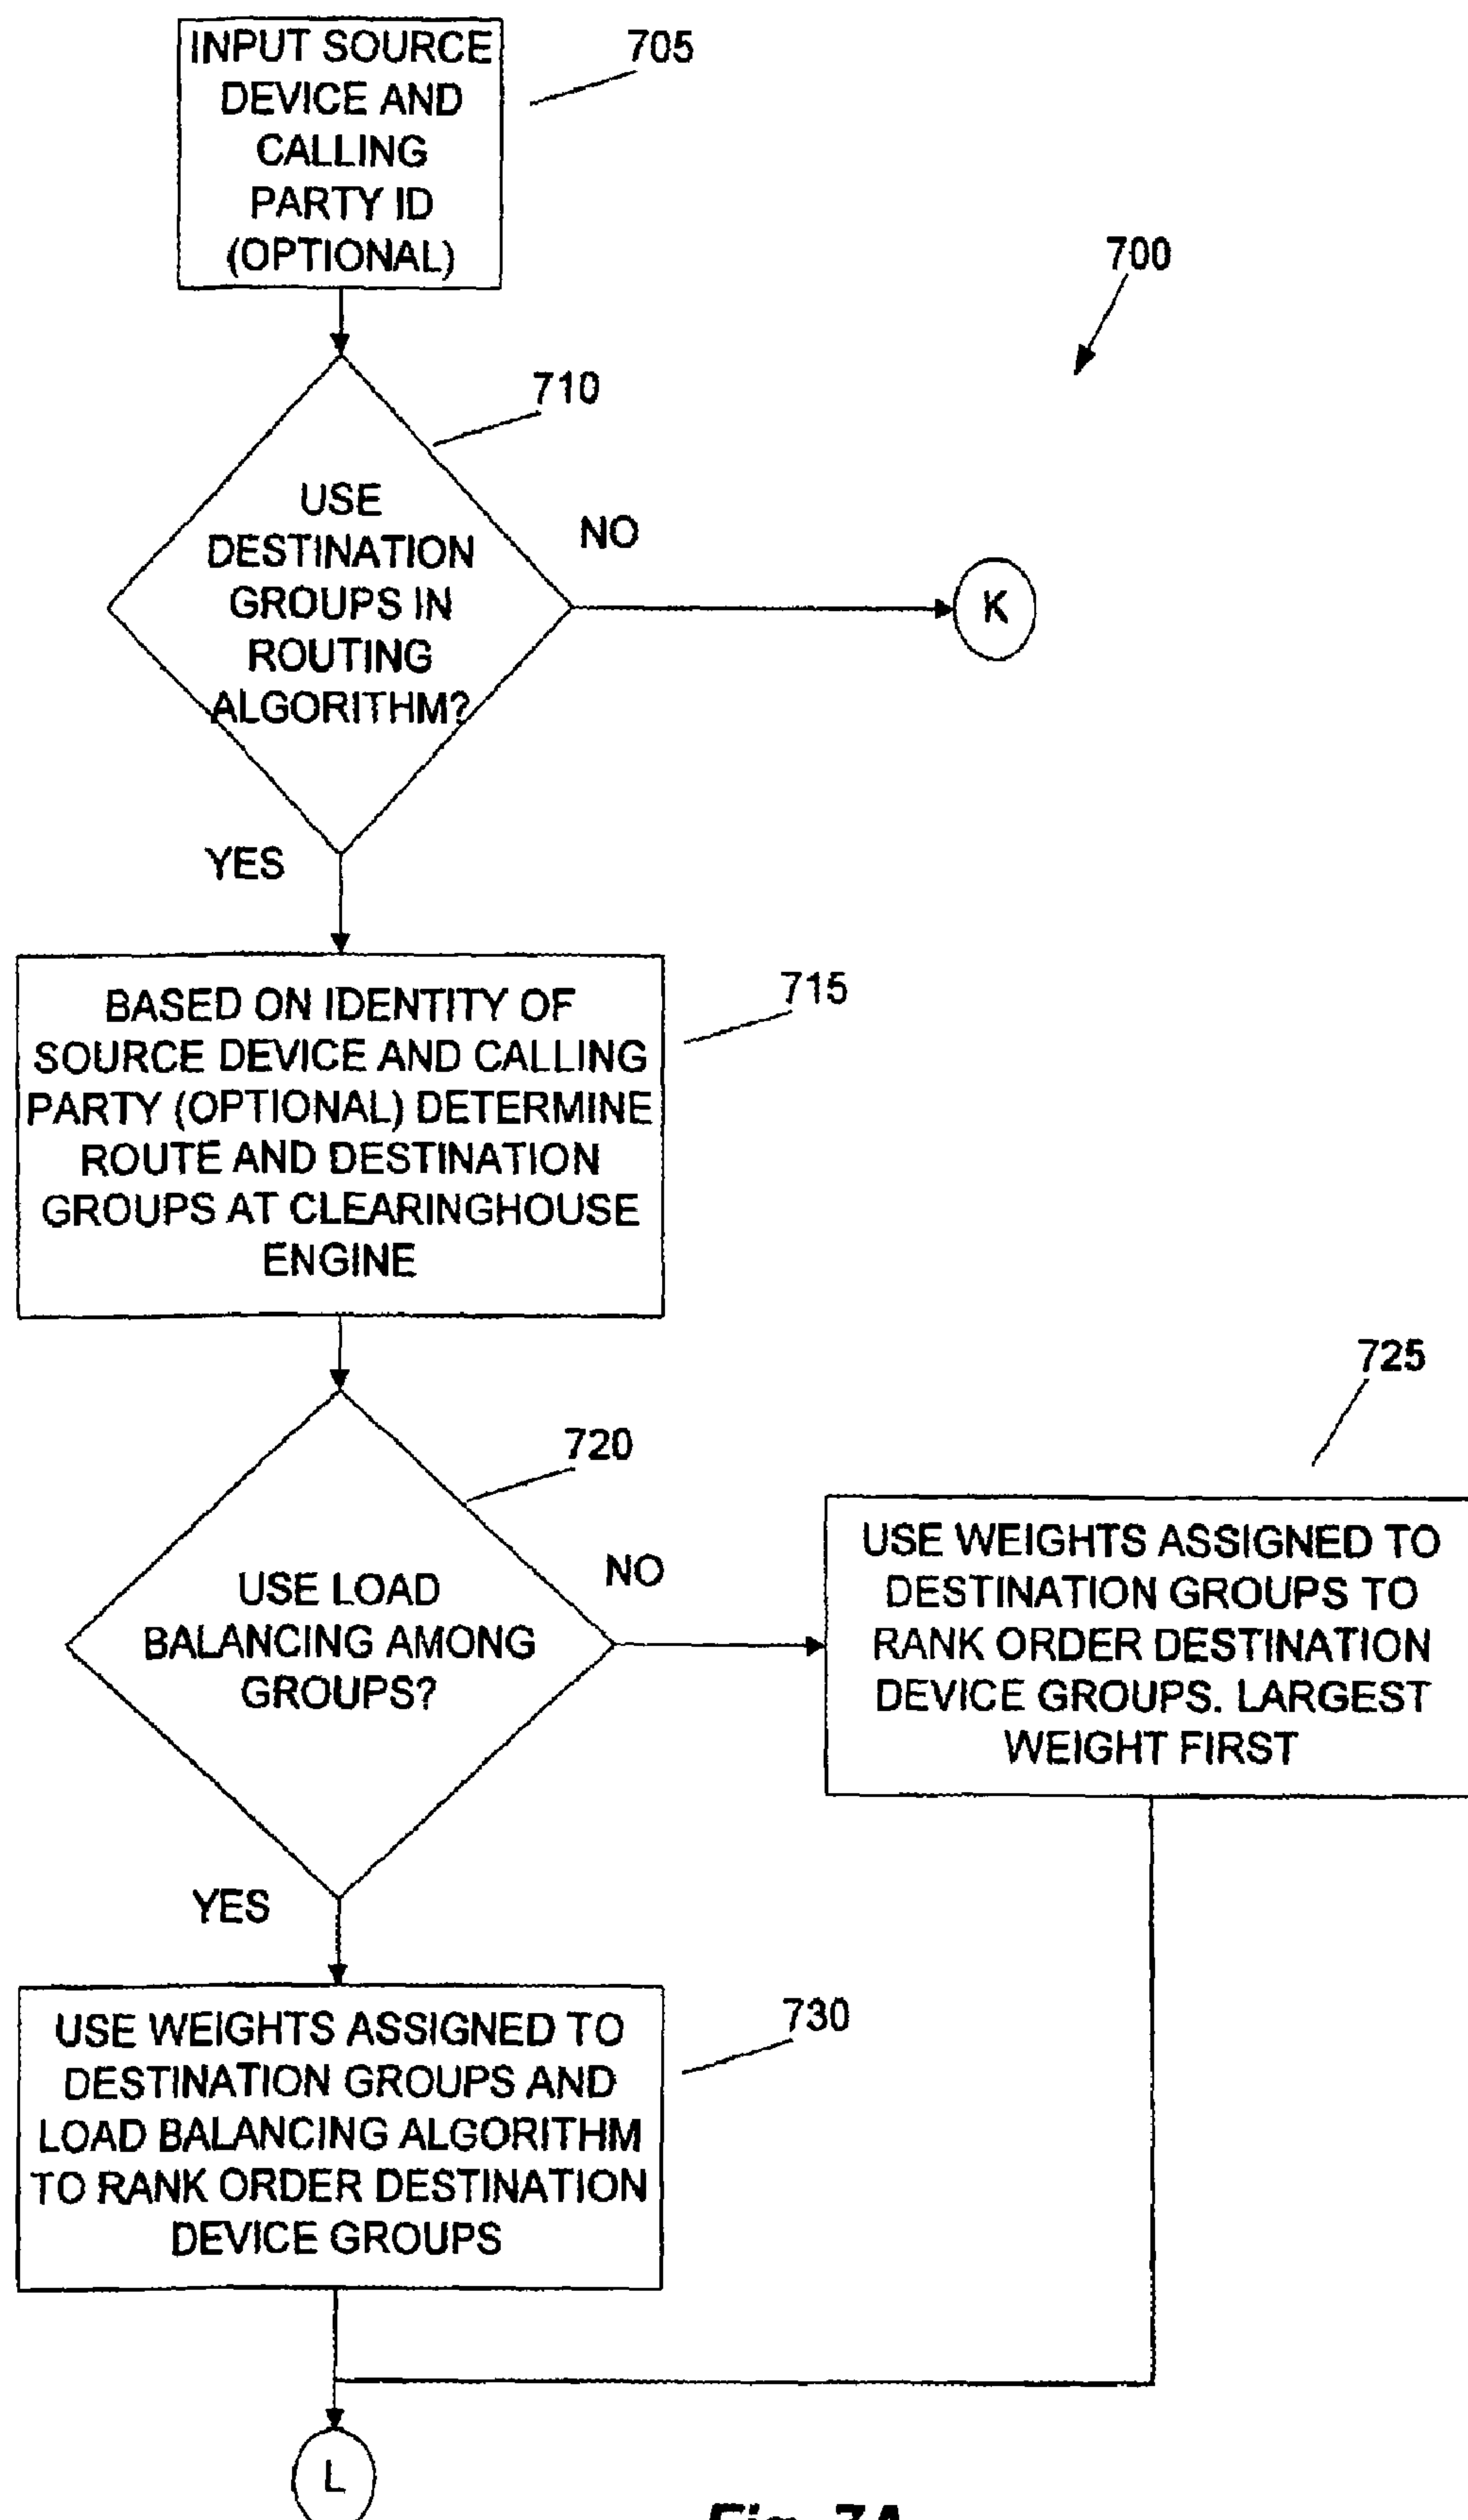 INPUT SOURCE
DEVICE AND
CALLING
PARTY ID
(OPTIONAL)
705
700
710
USE
DESTINATION
GROUPS IN
ROUTING
ALGORITHM?
NO
K
YES
BASED ON IDENTITY OF
SOURCE DEVICE AND CALLING
PARTY (OPTIONAL) DETERMINE
ROUTE AND DESTINATION
GROUPS AT CLEARINGHOUSE
ENGINE
715
720
USE LOAD
BALANCING AMONG
GROUPS?
NO
725
USE WEIGHTS ASSIGNED TO
DESTINATION GROUPS TO
RANK ORDER DESTINATION
DEVICE GROUPS. LARGEST
WEIGHT FIRST
YES
USE WEIGHTS ASSIGNED TO
DESTINATION GROUPS AND
LOAD BALANCING ALGORITHM
TO RANK ORDER DESTINATION
DEVICE GROUPS
730
L
Fig. 7A